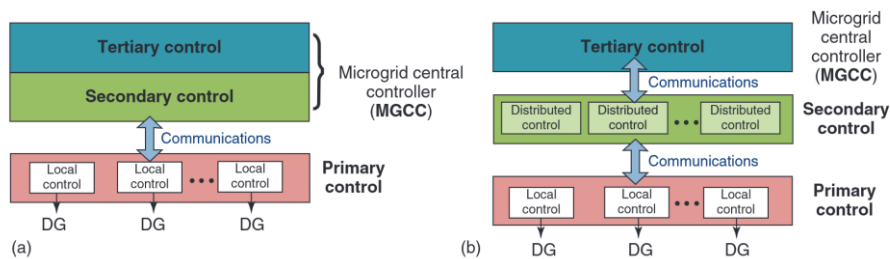 Tertiary control
Secondary control
Microgrid central
controller
(MGCC)
Communications
Local
control
Local
control
Local
control
Primary
control
DG
DG
DG
(a)
Microgrid
central
controller
(MGCC)
Tertiary control
Communications
Distributed
control
Distributed
control
Distributed
control
Secondary
control
Communications
Local
control
Local
control
Local
control
Primary
control
DG
DG
DG
(b)